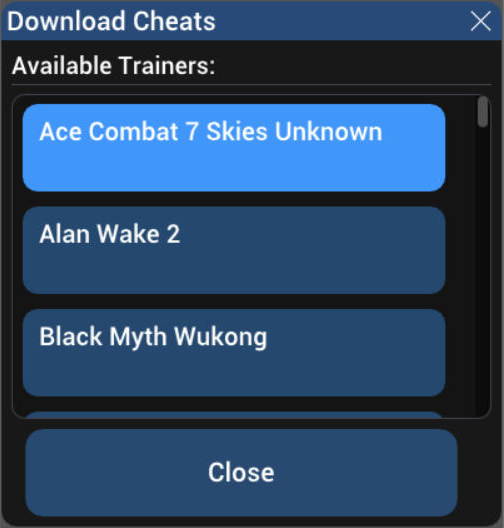 Download Cheats
Available Trainers:
Ace Combat 7 Skies Unknown
Alan Wake 2
Black Myth Wukong
Close